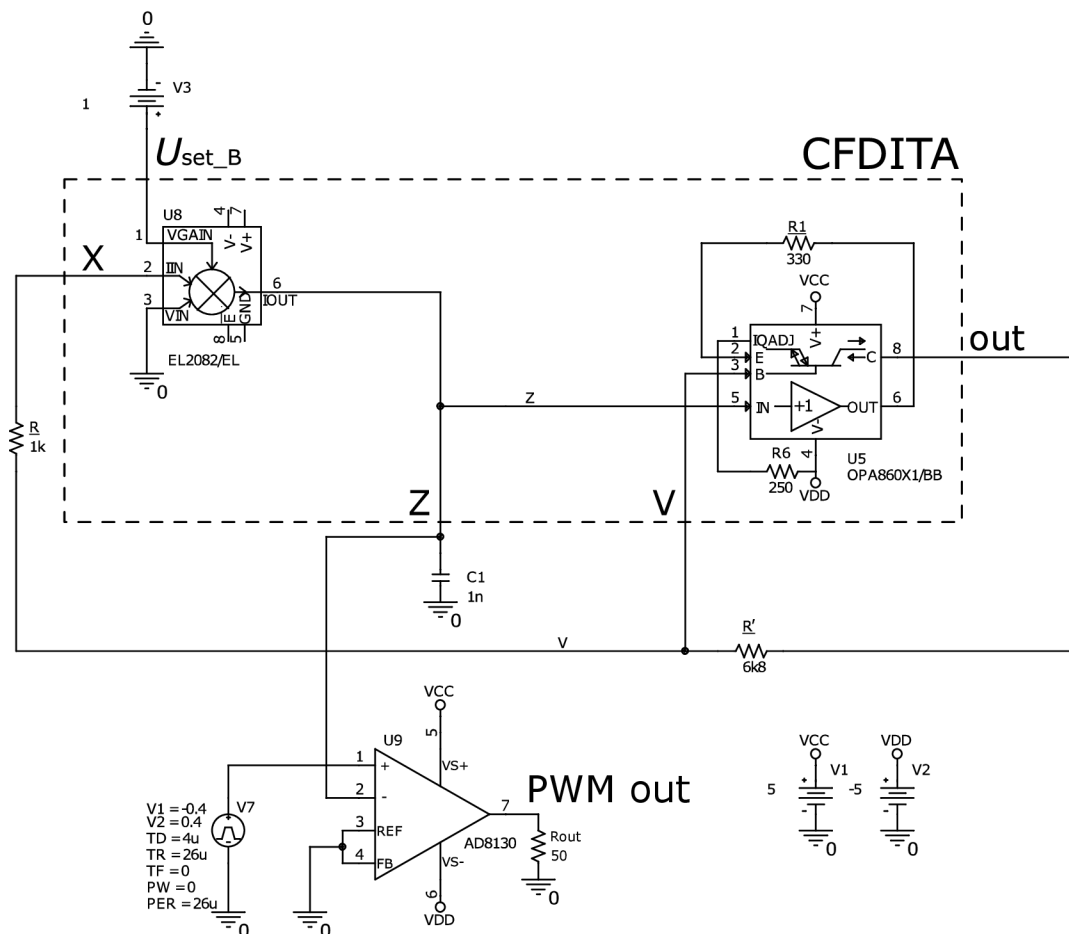 0
V3
1
-
+
U
set_B
CFDITA
U8
4
7
1
VGAIN
V-
V+
X
2
IIN
6
IOUT
3
VIN
E
GND
8
5
EL2082/EL
0
R1
330
VCC
7
1
IQADJ
V+
out
2
E
C
8
3
B
5
IN
+1
OUT
6
V-
Z
R
1k
R6
250
4
U5
OPA860X1/BB
VDD
Z
V
C1
1n
0
V
R'
6k8
VCC
U9
5
1
+
VS+
2
-
7
PWM out
3
REF
4
FB
AD8130
VS-
6
VDD
Rout
50
0
V1 = -0.4
V2 = 0.4
TD = 4u
TR = 26u
TF = 0
PW = 0
PER = 26u
V7
0
0
VCC
VDD
+
V1
+
V2
5
-5
-
-
0
0